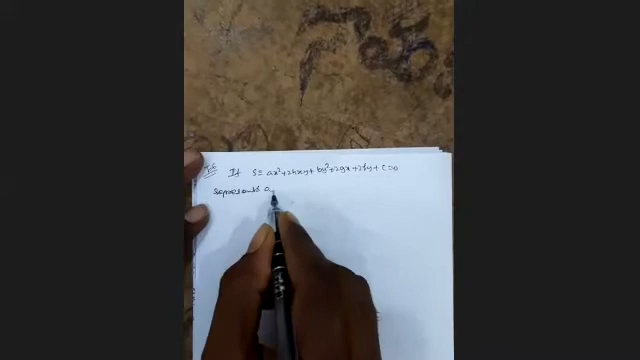 If S ≡ ax²+2hxy+by²+2gx+2fy+c=0
represents a